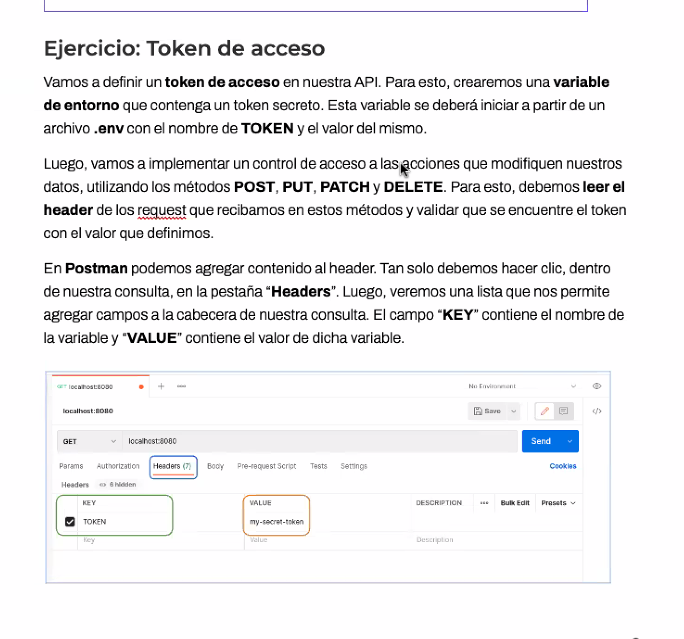 Ejercicio: Token de acceso
Vamos a definir un token de acceso en nuestra API. Para esto, crearemos una variable
de entorno que contenga un token secreto. Esta variable se deberá iniciar a partir de un
archivo .env con el nombre de TOKEN y el valor del mismo.
Luego, vamos a implementar un control de acceso a las acciones que modifiquen nuestros
datos, utilizando los métodos POST, PUT, PATCH y DELETE. Para esto, debemos leer el
header de los request que recibamos en estos métodos y validar que se encuentre el token
con el valor que definimos.
En Postman podemos agregar contenido al header. Tan solo debemos hacer clic, dentro
de nuestra consulta, en la pestaña “Headers”. Luego, veremos una lista que nos permite
agregar campos a la cabecera de nuestra consulta. El campo “KEY” contiene el nombre de
la variable y “VALUE” contiene el valor de dicha variable.
GET localhost:8080 No Environment
localhost:8080 Save
GET localhost:8080 Send
Params Authorization Headers (7) Body Pre-request Script Tests Settings Cookies
Headers 6 hidden
KEY VALUE DESCRIPTION Bulk Edit Presets
TOKEN my-secret-token
Key Value Description